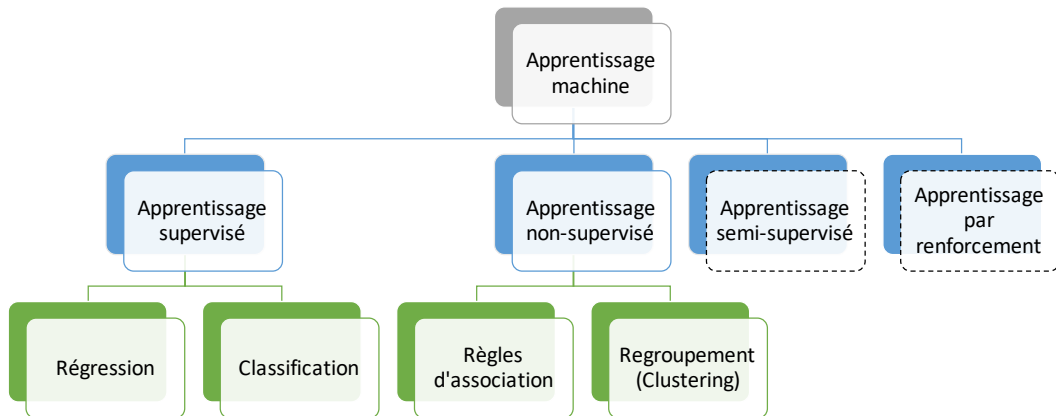 Apprentissage
machine
Apprentissage
supervisé
Apprentissage
non-supervisé
Apprentissage
semi-supervisé
Apprentissage
par
renforcement
Régression
Classification
Règles
d'association
Regroupement
(Clustering)